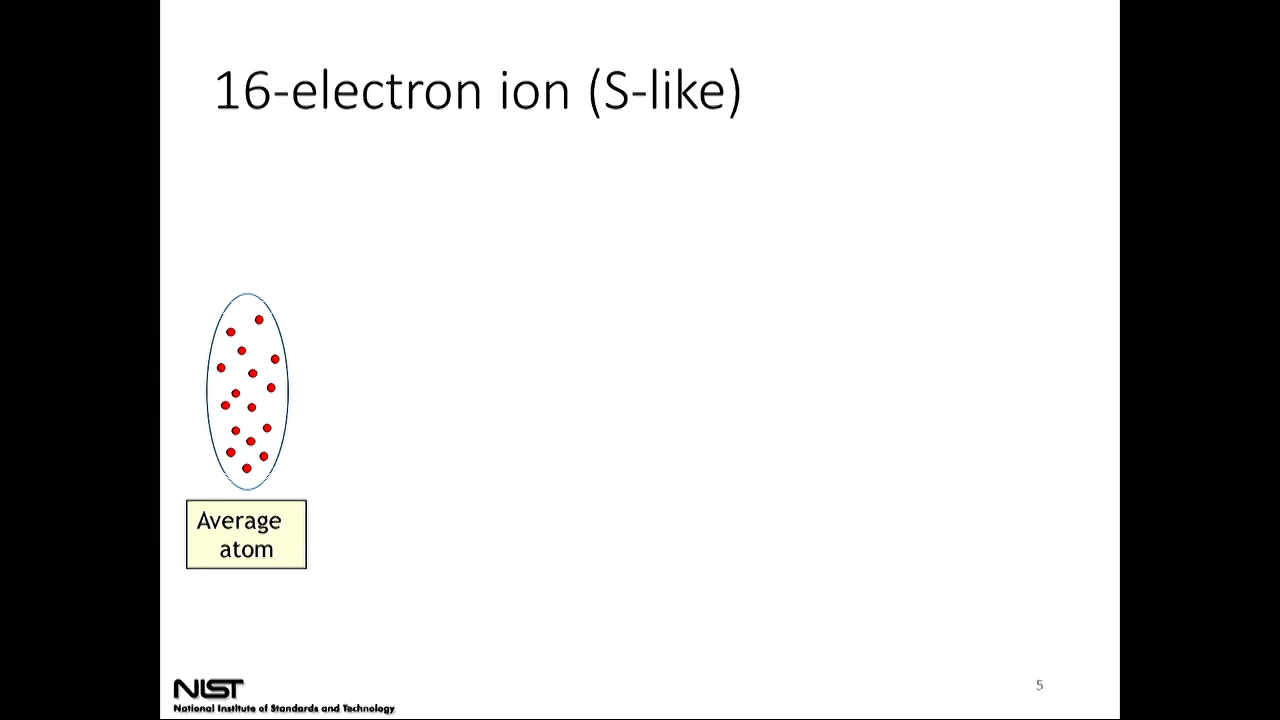 16-electron ion (S-like)
Average
atom
NIST
National Institute of Standards and Technology
5